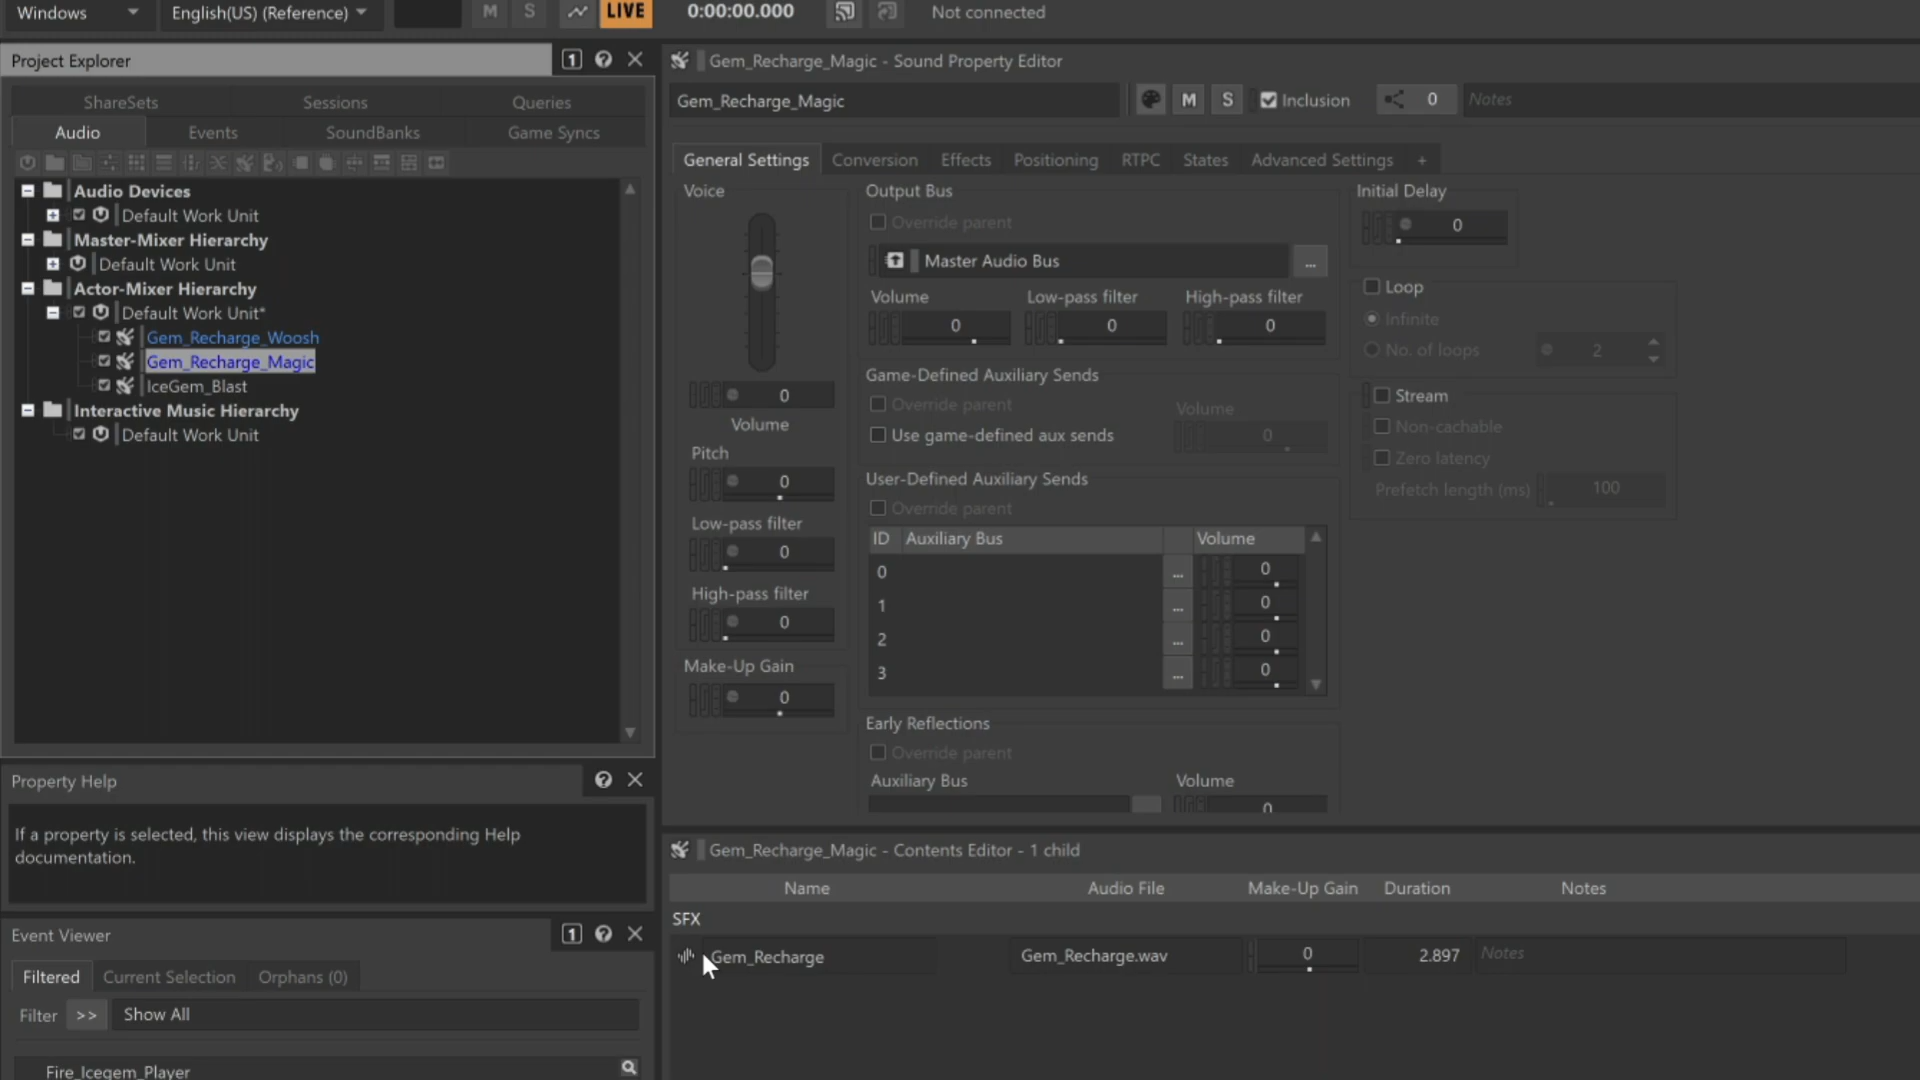 Windows English(US) (Reference) M S LIVE 0:00:00.000 Not connected
Project Explorer 1
ShareSets Sessions Queries
Audio Events SoundBanks Game Syncs
Audio Devices
Default Work Unit
Master-Mixer Hierarchy
Default Work Unit
Actor-Mixer Hierarchy
Default Work Unit*
Gem_Recharge_Woosh
Gem_Recharge_Magic
IceGem_Blast
Interactive Music Hierarchy
Default Work Unit
Property Help
If a property is selected, this view displays the corresponding Help
documentation.
Event Viewer 1
Filtered Current Selection Orphans (0)
Filter >> Show All
Fire_Icegem_Player
Gem_Recharge_Magic - Sound Property Editor
Gem_Recharge_Magic M S Inclusion 0 Notes
General Settings Conversion Effects Positioning RTPC States Advanced Settings +
Voice
0
Volume
Pitch
0
Low-pass filter
0
High-pass filter
0
Make-Up Gain
0
Output Bus
Override parent
Master Audio Bus ...
Volume Low-pass filter High-pass filter
0 0 0
Game-Defined Auxiliary Sends
Override parent Volume
Use game-defined aux sends 0
User-Defined Auxiliary Sends
Override parent
ID Auxiliary Bus Volume
0 ... 0
1 ... 0
2 ... 0
3 ... 0
Early Reflections
Override parent
Auxiliary Bus Volume
0
Initial Delay
0
Loop
Infinite
No. of loops 2
Stream
Non-cachable
Zero latency
Prefetch length (ms) 100
Gem_Recharge_Magic - Contents Editor - 1 child
Name Audio File Make-Up Gain Duration Notes
SFX
Gem_Recharge Gem_Recharge.wav 0 2.897 Notes